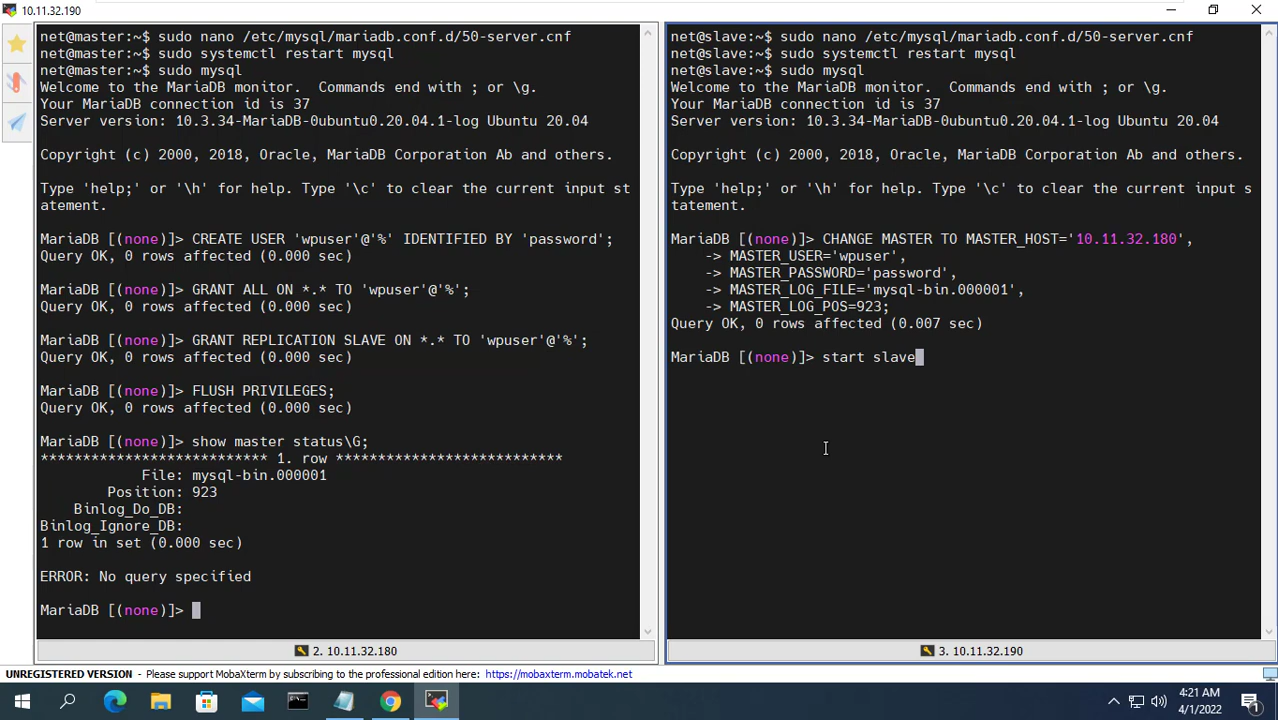 10.11.32.190
net@master:~$ sudo nano /etc/mysql/mariadb.conf.d/50-server.cnf
net@master:~$ sudo systemctl restart mysql
net@master:~$ sudo mysql
Welcome to the MariaDB monitor.  Commands end with ; or \g.
Your MariaDB connection id is 37
Server version: 10.3.34-MariaDB-0ubuntu0.20.04.1-log Ubuntu 20.04
Copyright (c) 2000, 2018, Oracle, MariaDB Corporation Ab and others.
Type 'help;' or '\h' for help. Type '\c' to clear the current input st
atement.
MariaDB [(none)]> CREATE USER 'wpuser'@'%' IDENTIFIED BY 'password';
Query OK, 0 rows affected (0.000 sec)
MariaDB [(none)]> GRANT ALL ON *.* TO 'wpuser'@'%';
Query OK, 0 rows affected (0.000 sec)
MariaDB [(none)]> GRANT REPLICATION SLAVE ON *.* TO 'wpuser'@'%';
Query OK, 0 rows affected (0.000 sec)
MariaDB [(none)]> FLUSH PRIVILEGES;
Query OK, 0 rows affected (0.000 sec)
MariaDB [(none)]> show master status\G;
*************************** 1. row ***************************
File: mysql-bin.000001
Position: 923
Binlog_Do_DB:
Binlog_Ignore_DB:
1 row in set (0.000 sec)
ERROR: No query specified
MariaDB [(none)]>
2. 10.11.32.180
net@slave:~$ sudo nano /etc/mysql/mariadb.conf.d/50-server.cnf
net@slave:~$ sudo systemctl restart mysql
net@slave:~$ sudo mysql
Welcome to the MariaDB monitor.  Commands end with ; or \g.
Your MariaDB connection id is 37
Server version: 10.3.34-MariaDB-0ubuntu0.20.04.1-log Ubuntu 20.04
Copyright (c) 2000, 2018, Oracle, MariaDB Corporation Ab and others.
Type 'help;' or '\h' for help. Type '\c' to clear the current input s
tatement.
MariaDB [(none)]> CHANGE MASTER TO MASTER_HOST='10.11.32.180',
-> MASTER_USER='wpuser',
-> MASTER_PASSWORD='password',
-> MASTER_LOG_FILE='mysql-bin.000001',
-> MASTER_LOG_POS=923;
Query OK, 0 rows affected (0.007 sec)
MariaDB [(none)]> start slave
3. 10.11.32.190
UNREGISTERED VERSION - Please support MobaXterm by subscribing to the professional edition here: https://mobaxterm.mobatek.net
4:21 AM
4/1/2022
1